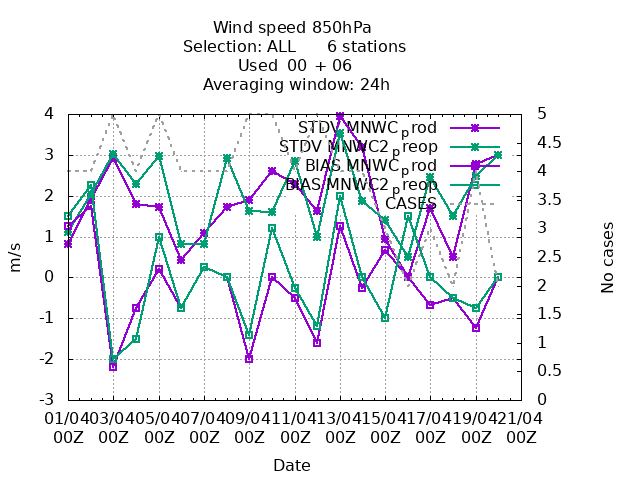 Wind speed 850hPa
Selection: ALL 6 stations
Used 00 + 06
Averaging window: 24h
STDV MNWC_prod
STDV MNWC2_preop
BIAS MNWC_prod
BIAS MNWC2_preop
CASES
4
3
2
1
0
-1
-2
-3
m/s
5
4.5
4
3.5
3
2.5
2
1.5
1
0.5
0
No cases
01/04 03/04 05/04 07/04 09/04 11/04 13/04 15/04 17/04 19/04 21/04
00Z 00Z 00Z 00Z 00Z 00Z 00Z 00Z 00Z 00Z 00Z
Date